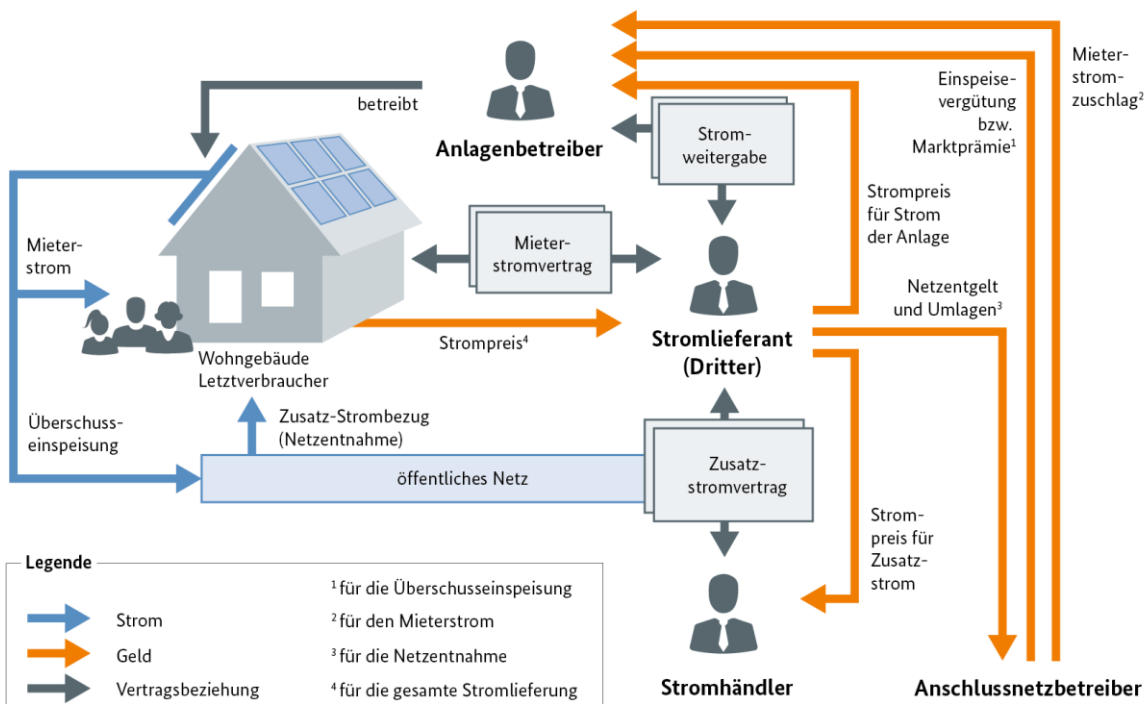 betreibt
Anlagenbetreiber
Strom-
weitergabe
Mieter-
strom-
zuschlag²
Einspeise-
vergütung
bzw.
Marktprämie¹
Strompreis
für Strom
der Anlage
Mieter-
strom
Mieter-
stromvertrag
Netzentgelt
und Umlagen³
Strompreis⁴
Stromlieferant
(Dritter)
Wohngebäude
Letztverbraucher
Überschuss-
einspeisung
Zusatz-Strombezug
(Netzentnahme)
öffentliches Netz
Zusatz-
stromvertrag
Strom-
preis für
Zusatz-
strom
Stromhändler
Anschlussnetzbetreiber
Legende
Strom
Geld
Vertragsbeziehung
¹ für die Überschusseinspeisung
² für den Mieterstrom
³ für die Netzentnahme
⁴ für die gesamte Stromlieferung